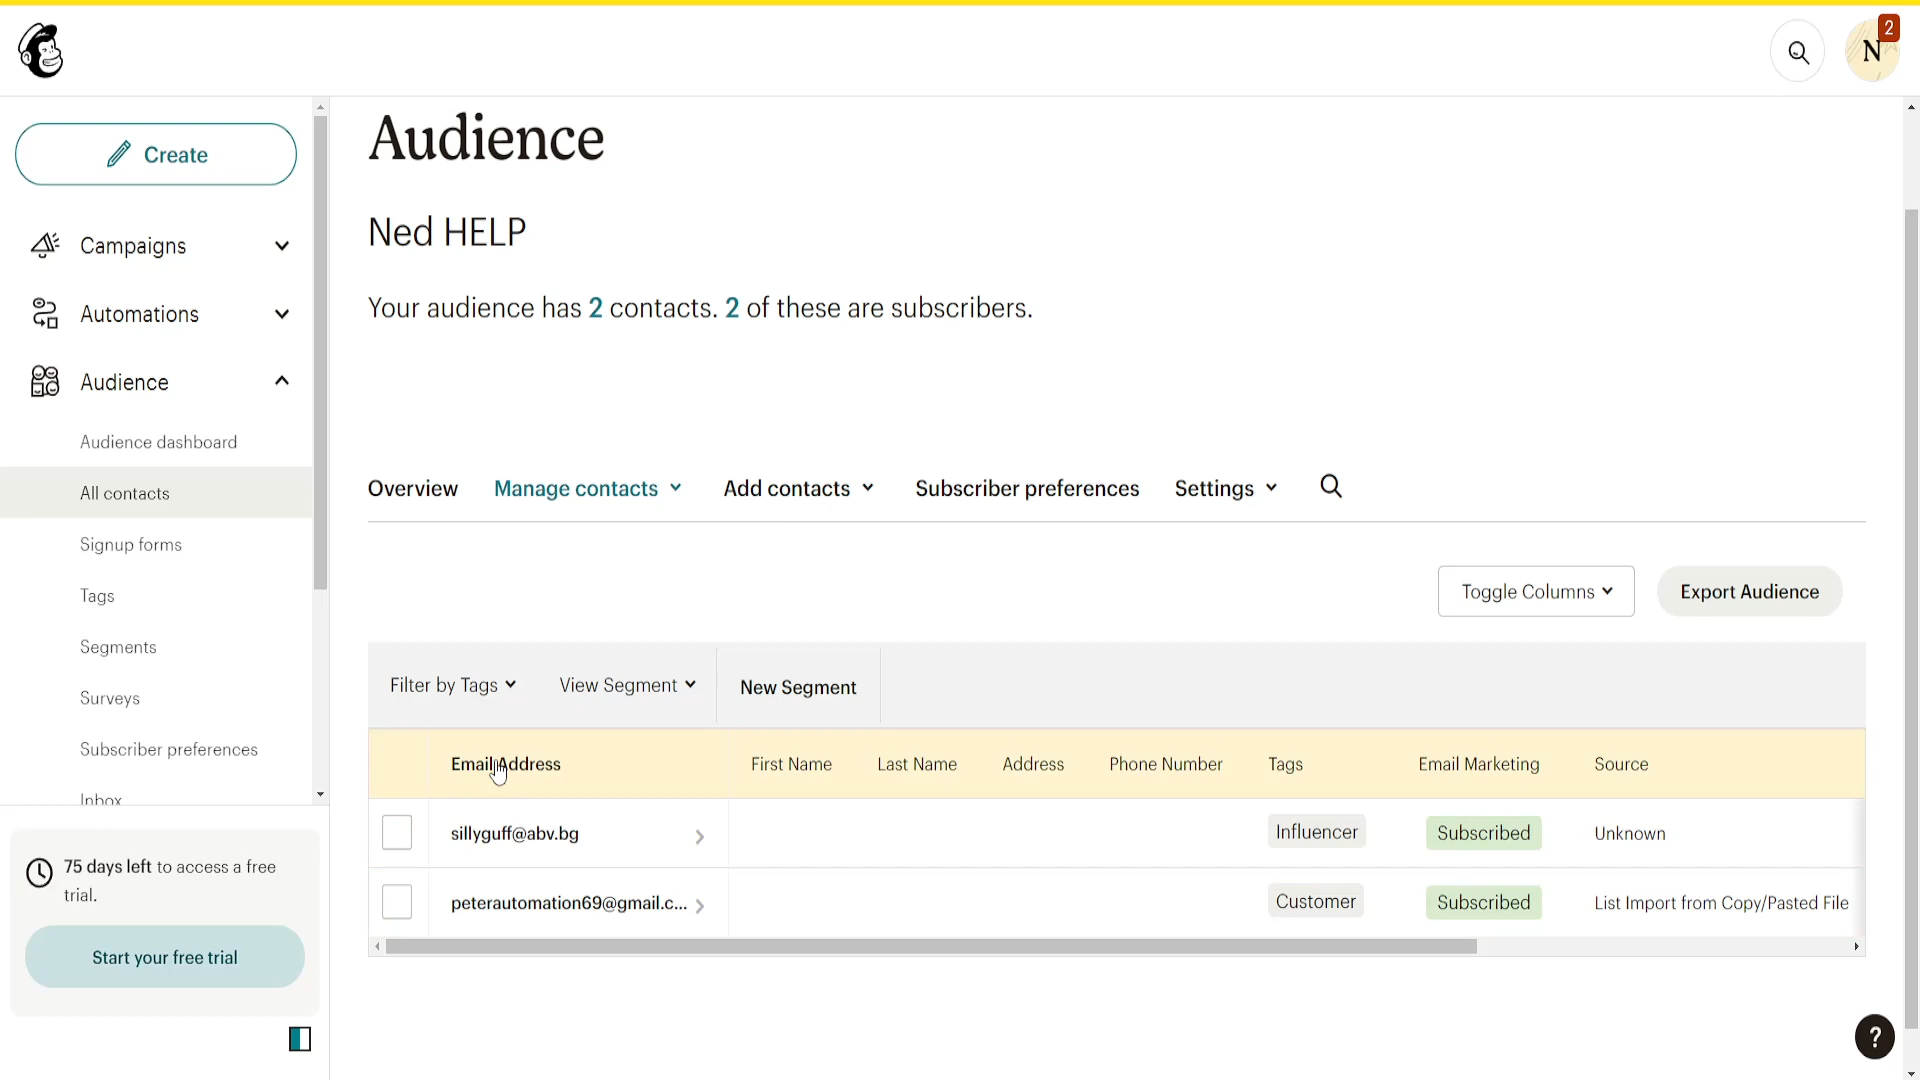 2
N
Create
Campaigns
Automations
Audience
Audience dashboard
All contacts
Signup forms
Tags
Segments
Surveys
Subscriber preferences
Inbox
75 days left to access a free
trial.
Start your free trial
Audience
Ned HELP
Your audience has 2 contacts. 2 of these are subscribers.
Overview Manage contacts Add contacts Subscriber preferences Settings
Toggle Columns Export Audience
Filter by Tags View Segment New Segment
Email Address First Name Last Name Address Phone Number Tags Email Marketing Source
sillyguff@abv.bg Influencer Subscribed Unknown
peterautomation69@gmail.c... Customer Subscribed List Import from Copy/Pasted File
?